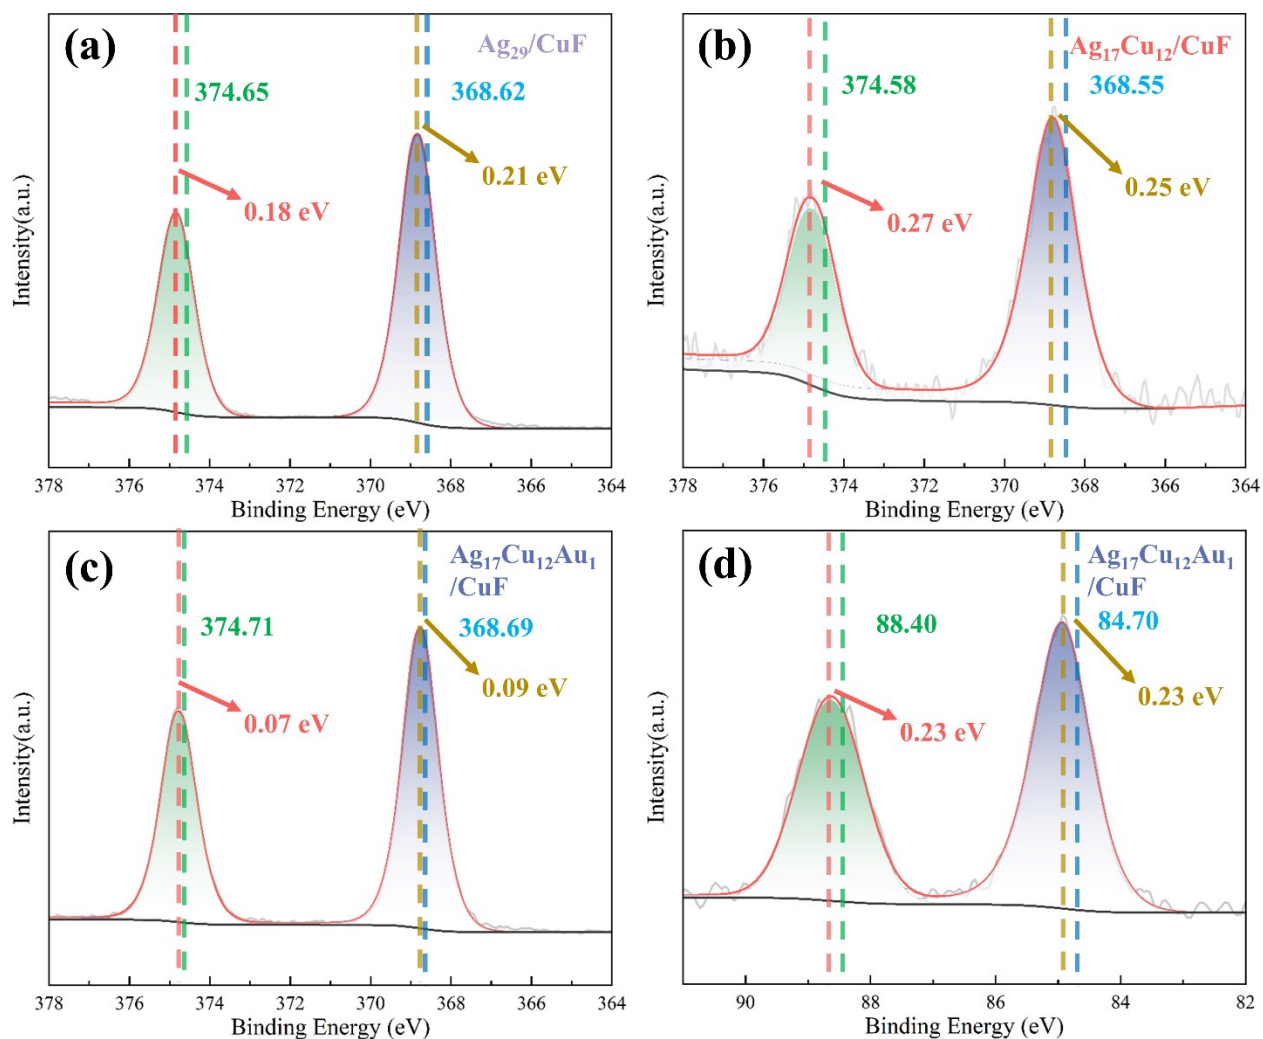 (a)
Ag29/CuF
374.65
368.62
0.21 eV
0.18 eV
Intensity(a.u.)
378 376 374 372 370 368 366 364
Binding Energy (eV)
(b)
Ag17Cu12/CuF
374.58
368.55
0.25 eV
0.27 eV
Intensity(a.u.)
378 376 374 372 370 368 366 364
Binding Energy (eV)
(c)
Ag17Cu12Au1
/CuF
374.71
368.69
0.09 eV
0.07 eV
Intensity(a.u.)
378 376 374 372 370 368 366 364
Binding Energy (eV)
(d)
Ag17Cu12Au1
/CuF
88.40
84.70
0.23 eV
0.23 eV
Intensity(a.u.)
90 88 86 84 82
Binding Energy (eV)